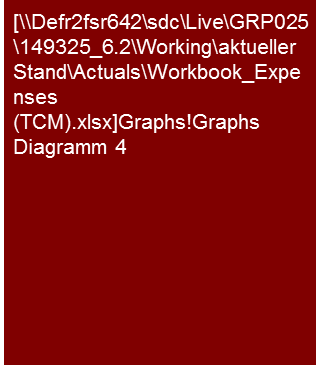 [\\Defr2fsr642\sdc\Live\GRP025
\149325_6.2\Working\aktueller
Stand\Actuals\Workbook_Expe
nses
(TCM).xlsx]Graphs!Graphs
Diagramm 4